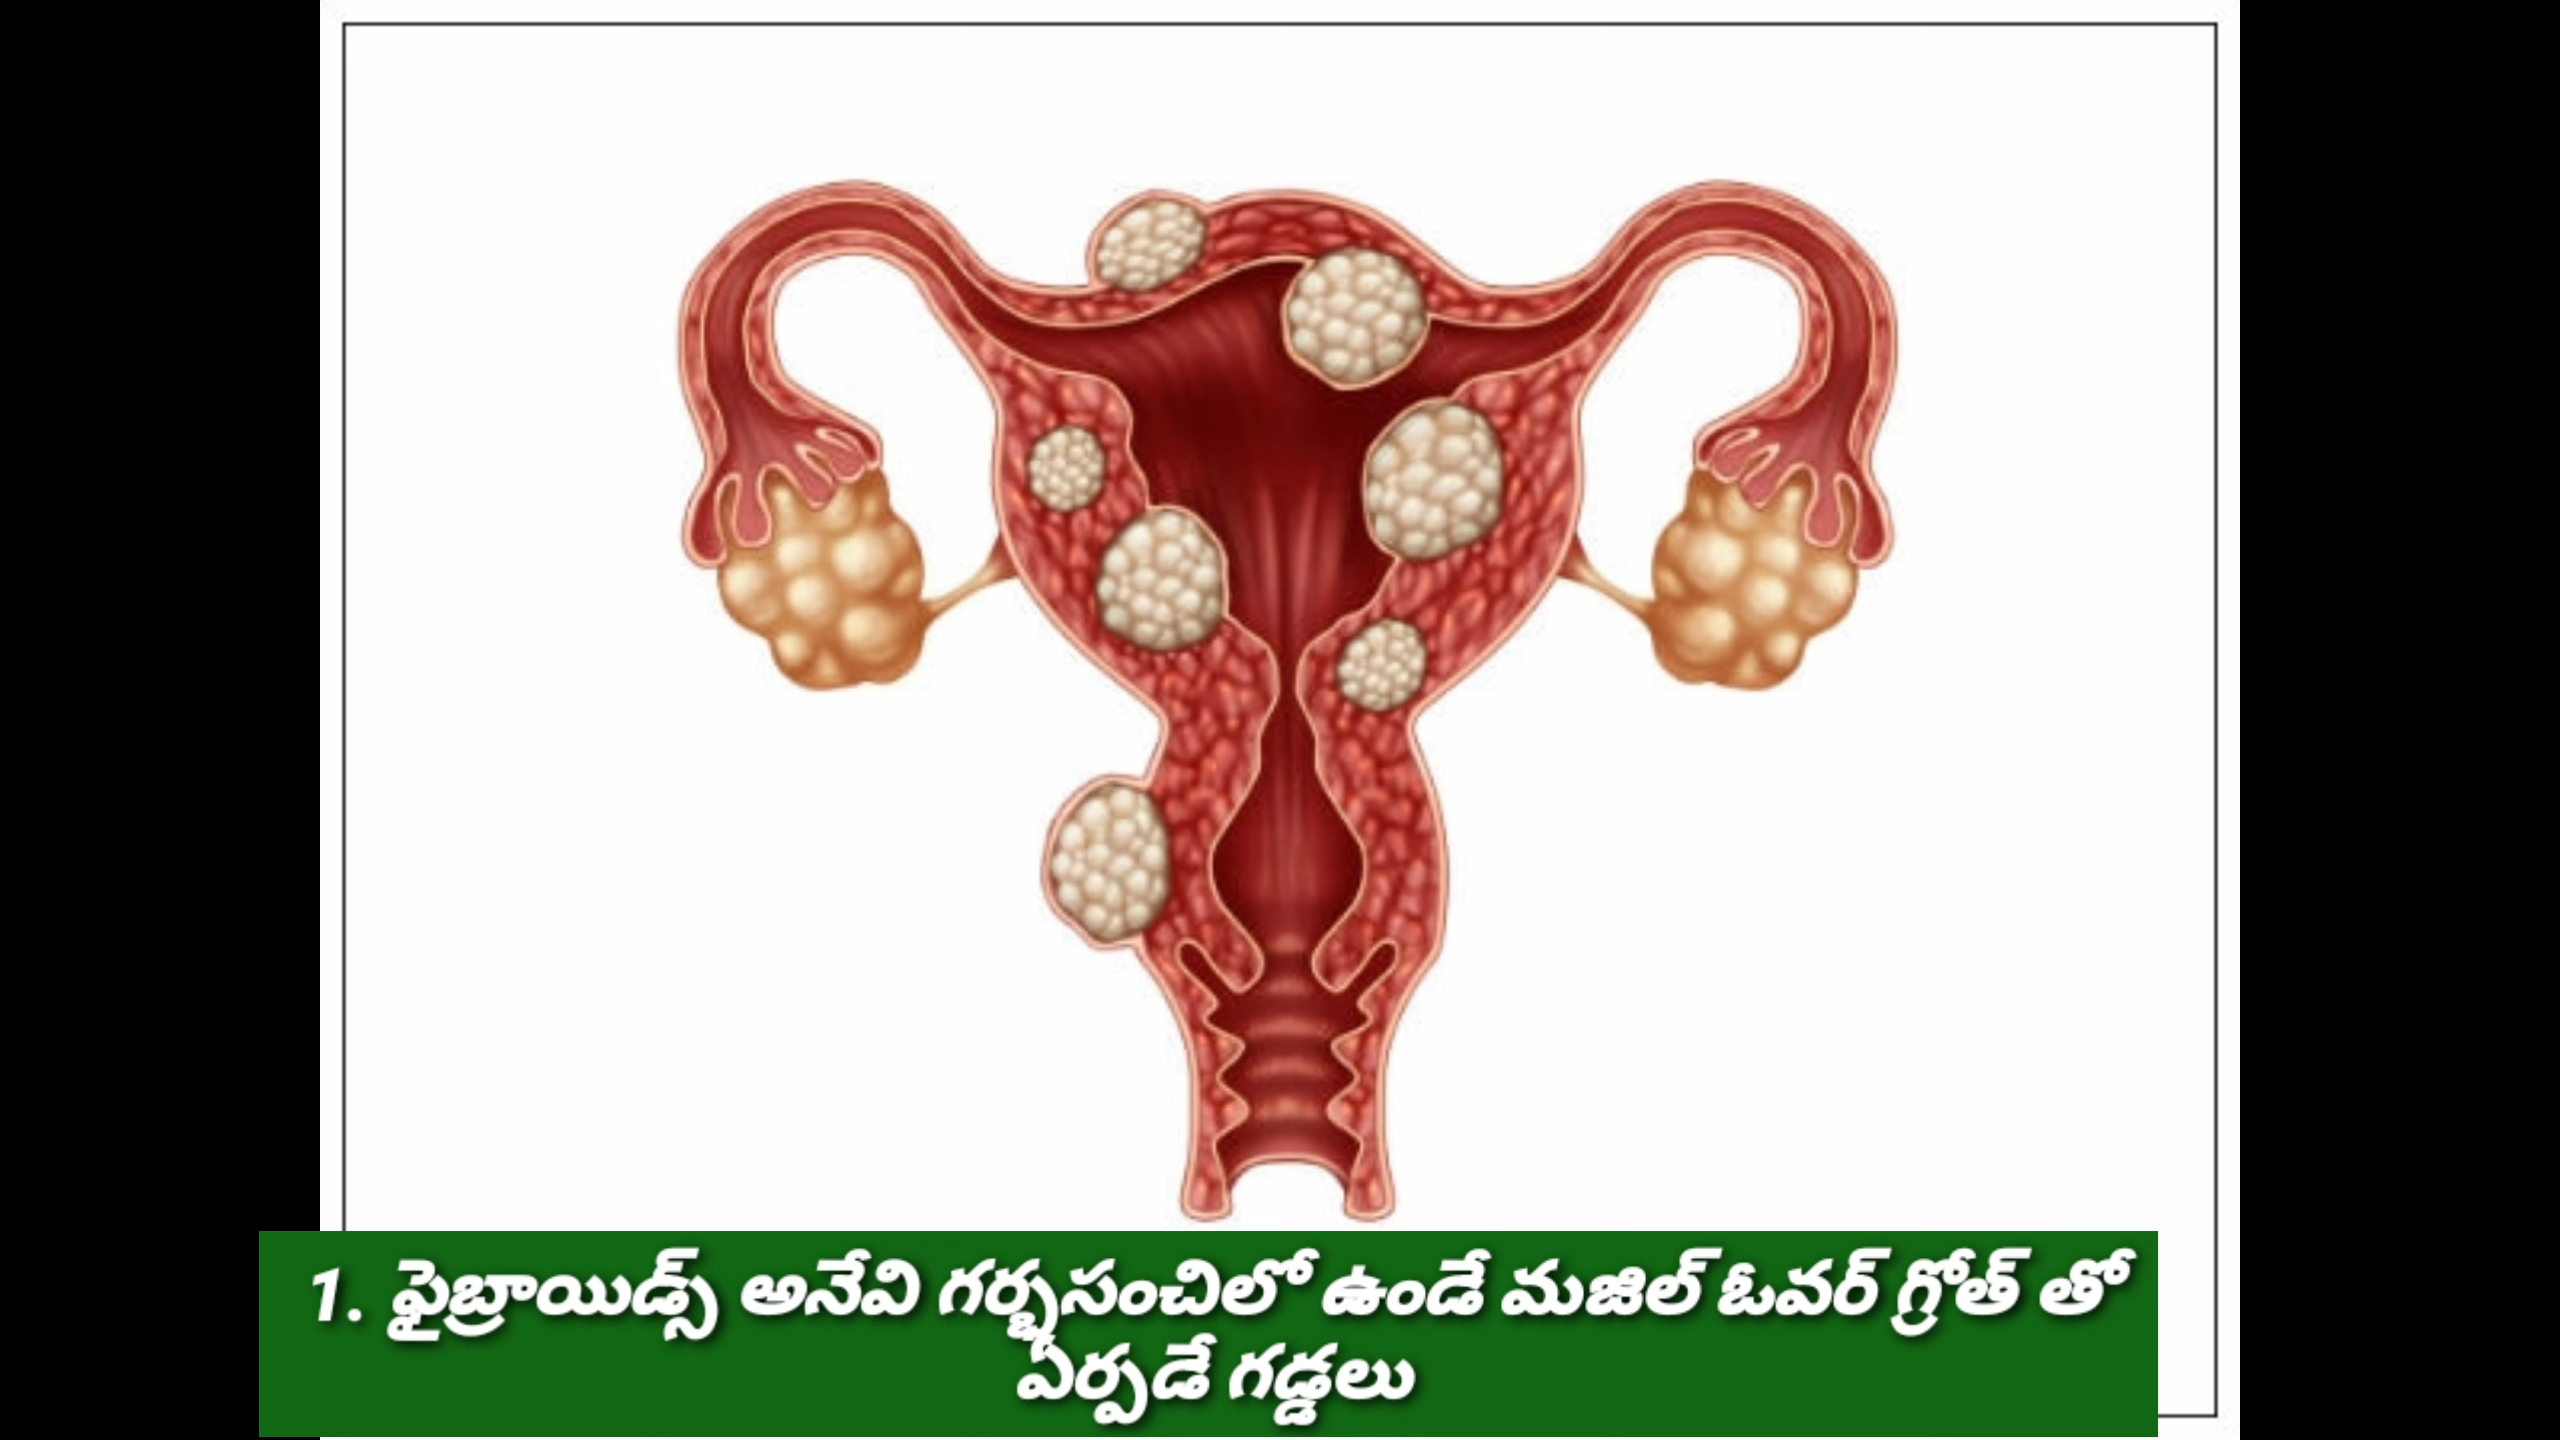 1. ఫైబ్రాయిడ్స్ అనేవి గర్భసంచిలో ఉండే మజిల్ ఓవర్ గ్రోత్ తో
ఏర్పడే గడ్డలు